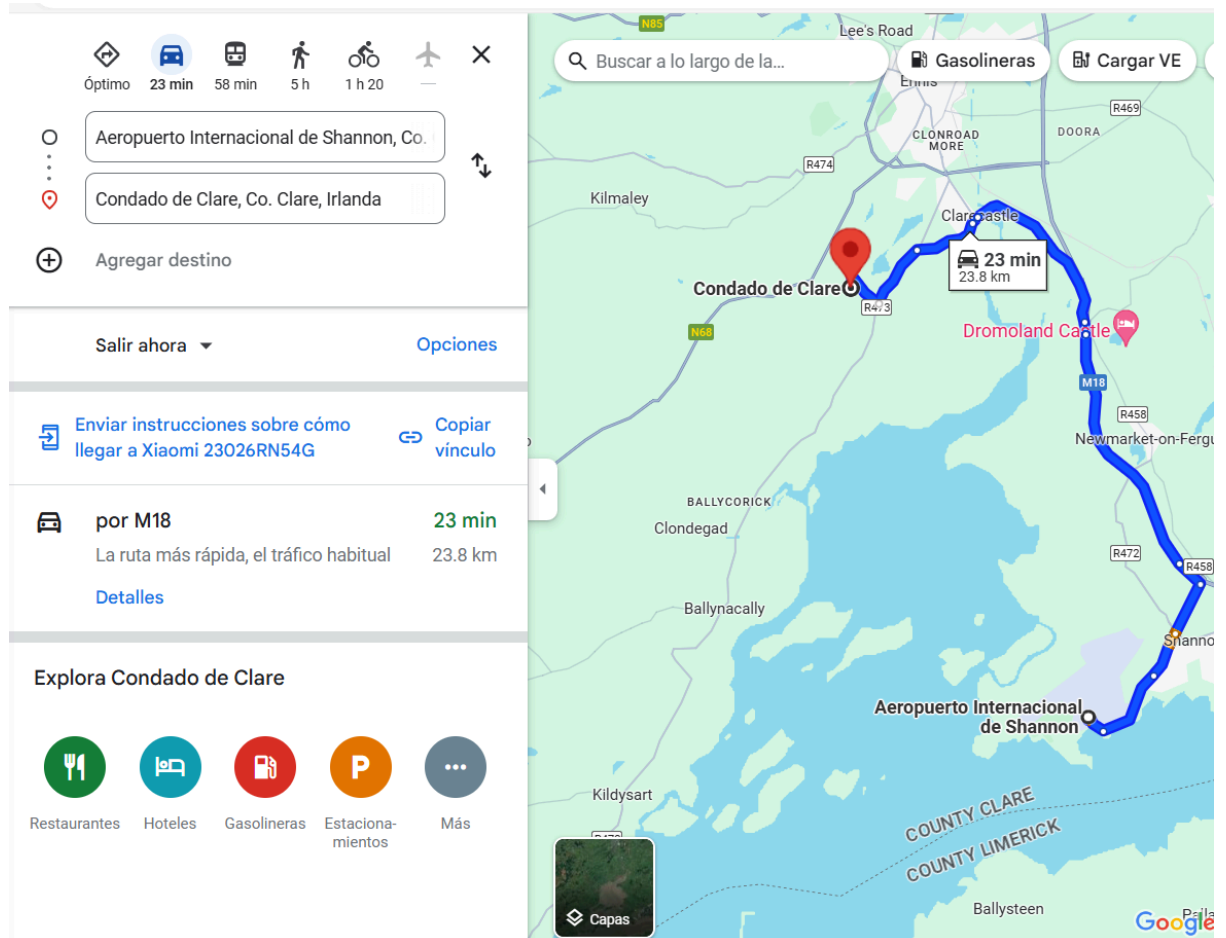 Óptimo
23 min
58 min
5 h
1 h 20
—
Aeropuerto Internacional de Shannon, Co.
Condado de Clare, Co. Clare, Irlanda
Agregar destino
Salir ahora
Opciones
Enviar instrucciones sobre cómo
llegar a Xiaomi 23026RN54G
Copiar
vínculo
por M18
23 min
La ruta más rápida, el tráfico habitual
23.8 km
Detalles
Explora Condado de Clare
P
Restaurantes
Hoteles
Gasolineras
Estaciona-
mientos
Más
N85
Lee's Road
Buscar a lo largo de la...
Gasolineras
Cargar VE
Ennis
R469
CLONROAD
MORE
DOORA
R474
Kilmaley
Clarecastle
23 min
23.8 km
Condado de Clare
R473
N68
Dromoland Castle
M18
R458
Newmarket-on-Fergu
BALLYCORICK
Clondegad
R472
R458
Ballynacally
Shanno
Aeropuerto Internacional
de Shannon
Kildysart
COUNTY CLARE
COUNTY LIMERICK
Capas
Ballysteen
Google